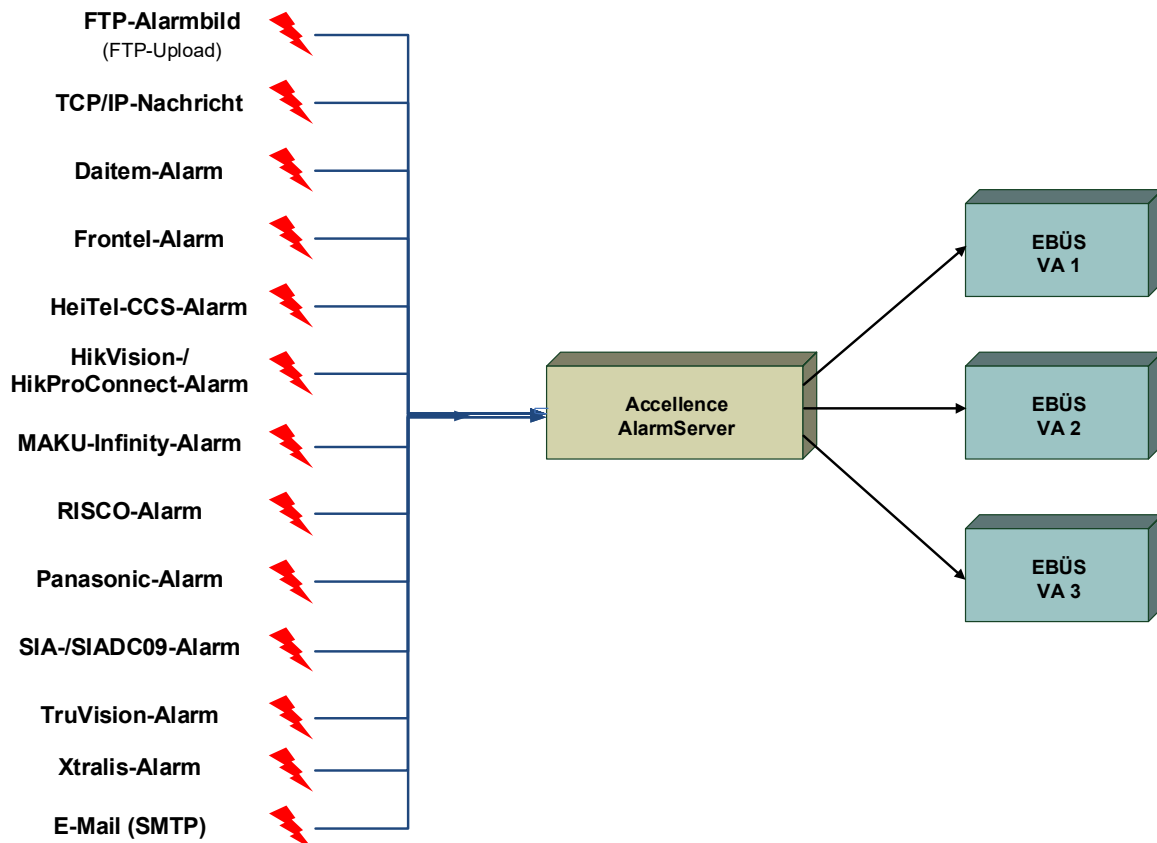 FTP-Alarmbild
(FTP-Upload)
TCP/IP-Nachricht
Daitem-Alarm
Frontel-Alarm
HeiTel-CCS-Alarm
HikVision-/
HikProConnect-Alarm
MAKU-Infinity-Alarm
RISCO-Alarm
Panasonic-Alarm
SIA-/SIADC09-Alarm
TruVision-Alarm
Xtralis-Alarm
E-Mail (SMTP)
Accellence
AlarmServer
EBÜS
VA 1
EBÜS
VA 2
EBÜS
VA 3